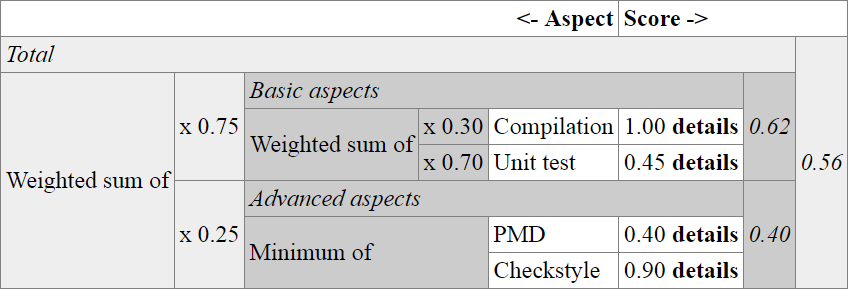 <- Aspect Score ->
Total
Weighted sum of x 0.75 Basic aspects 0.62 0.56
Weighted sum of x 0.30 Compilation 1.00 details
x 0.70 Unit test 0.45 details
x 0.25 Advanced aspects 0.40
Minimum of PMD 0.40 details
Checkstyle 0.90 details